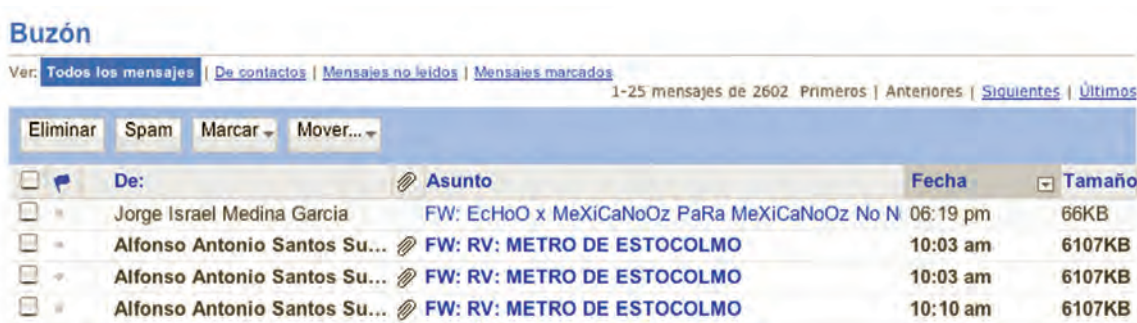 Buzón
Ver: Todos los mensajes | De contactos | Mensajes no leídos | Mensajes marcados
1-25 mensajes de 2602 Primeros | Anteriores | Siguientes | Últimos
Eliminar Spam Marcar Mover...
De: Asunto Fecha Tamaño
Jorge Israel Medina Garcia FW: EcHoO x MeXiCaNoOz PaRa MeXiCaNoOz No N 06:19 pm 66KB
Alfonso Antonio Santos Su... FW: RV: METRO DE ESTOCOLMO 10:03 am 6107KB
Alfonso Antonio Santos Su... FW: RV: METRO DE ESTOCOLMO 10:03 am 6107KB
Alfonso Antonio Santos Su... FW: RV: METRO DE ESTOCOLMO 10:10 am 6107KB